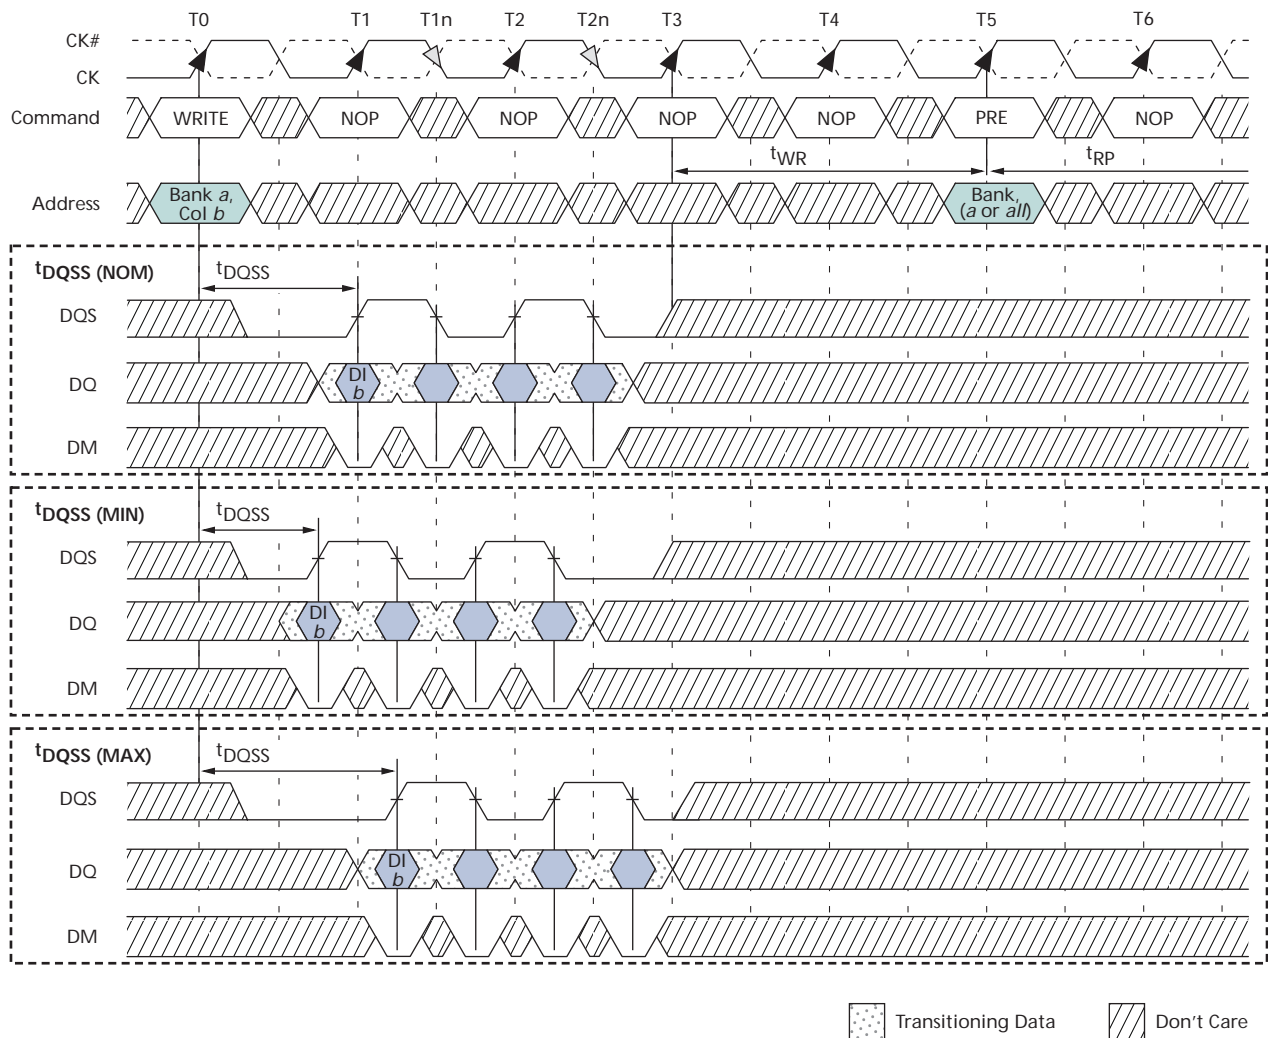 T0 T1 T1n T2 T2n T3 T4 T5 T6
CK#
CK
Command WRITE NOP NOP NOP NOP PRE NOP
tWR tRP
Address Bank a, Col b Bank, (a or all)
tDQSS (NOM) tDQSS
DQS
DQ DI b
DM
tDQSS (MIN) tDQSS
DQS
DQ DI b
DM
tDQSS (MAX) tDQSS
DQS
DQ DI b
DM
Transitioning Data Don't Care